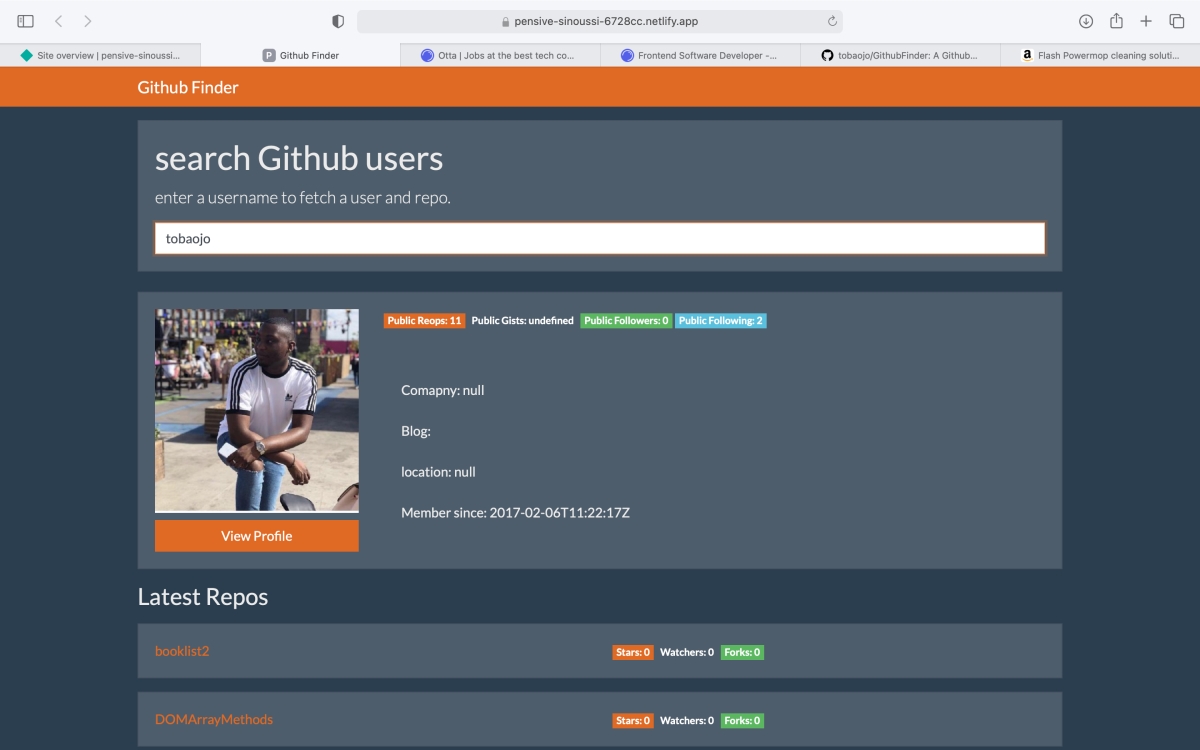 pensive-sinoussi-6728cc.netlify.app
Site overview | pensive-sinoussi...
P Github Finder
Otta | Jobs at the best tech co...
Frontend Software Developer -...
tobaojo/GithubFinder: A Github...
a Flash Powermop cleaning soluti...
Github Finder
search Github users
enter a username to fetch a user and repo.
tobaojo
Public Reops: 11 Public Gists: undefined Public Followers: 0 Public Following: 2
Comapny: null
Blog:
location: null
Member since: 2017-02-06T11:22:17Z
View Profile
Latest Repos
booklist2 Stars: 0 Watchers: 0 Forks: 0
DOMArrayMethods Stars: 0 Watchers: 0 Forks: 0